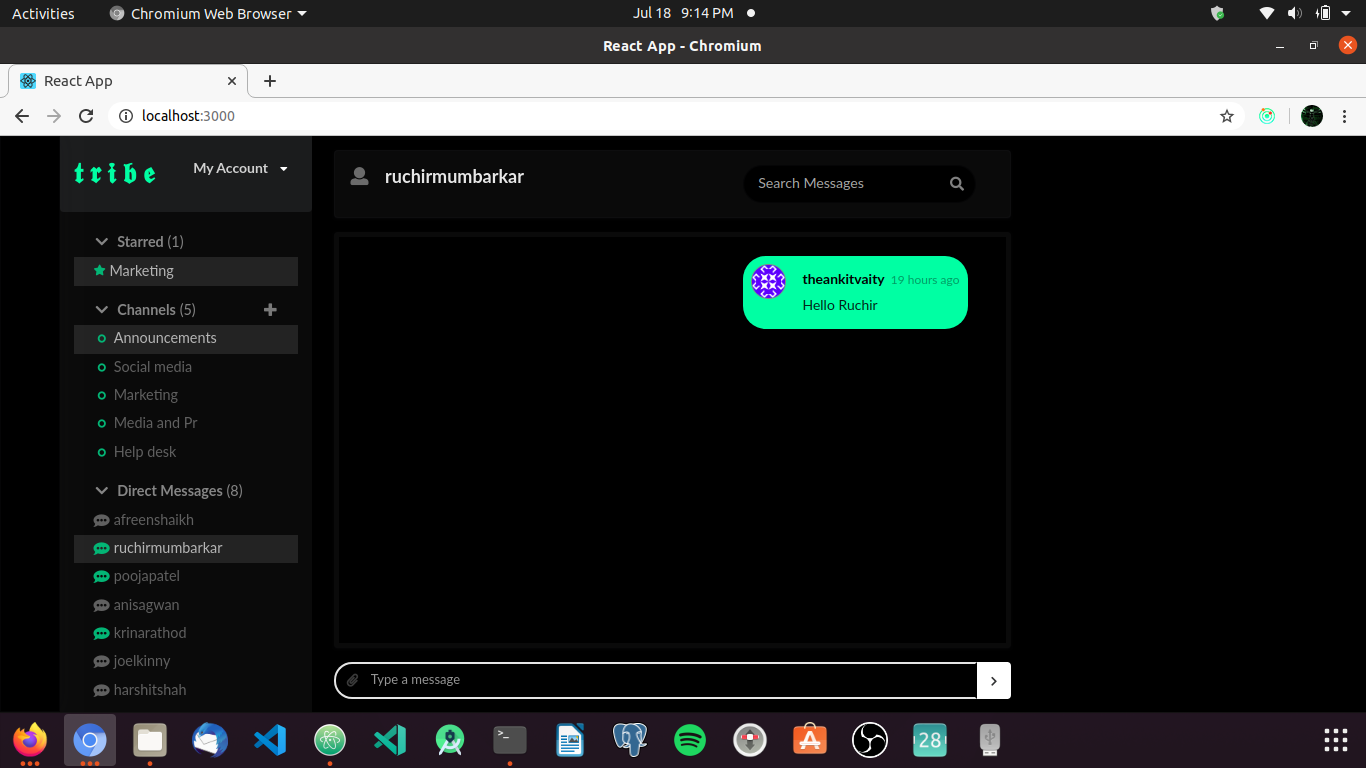 Activities Chromium Web Browser Jul 18 9:14 PM
React App - Chromium
React App
localhost:3000
tribe My Account
Starred (1)
Marketing
Channels (5)
Announcements
Social media
Marketing
Media and Pr
Help desk
Direct Messages (8)
afreenshaikh
ruchirmumbarkar
poojapatel
anisagwan
krinarathod
joelkinny
harshitshah
ruchirmumbarkar Search Messages
theankitvaity 19 hours ago
Hello Ruchir
Type a message
>_
28